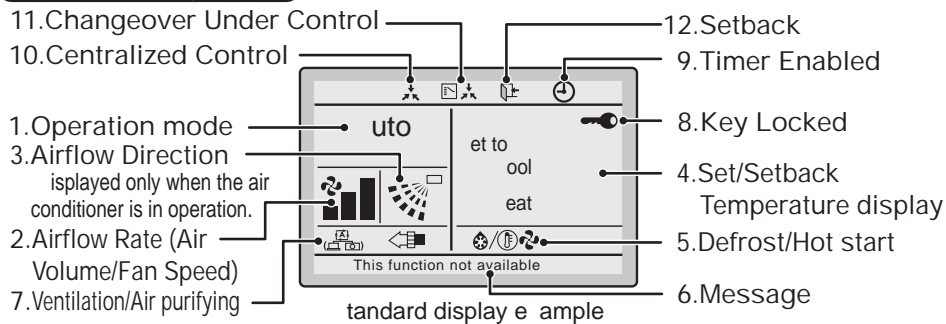 11.Changeover Under Control
12.Setback
10.Centralized Control
9.Timer Enabled
1.Operation mode
uto
8.Key Locked
3.Airflow Direction
et to
isplayed only when the air
ool
4.Set/Setback
conditioner is in operation.
eat
Temperature display
2.Airflow Rate (Air
5.Defrost/Hot start
Volume/Fan Speed)
This function not available
7.Ventilation/Air purifying
6.Message
tandard display e ample